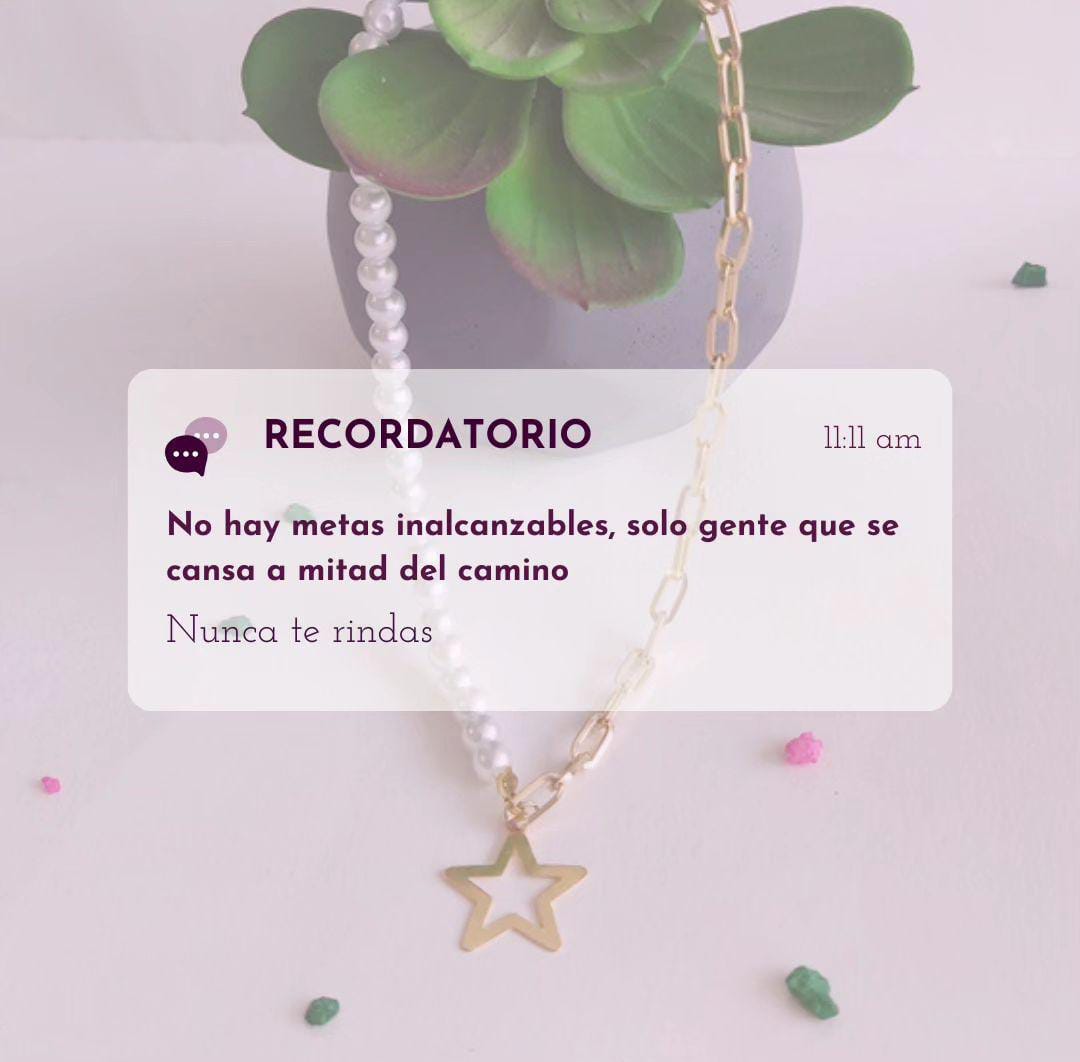 RECORDATORIO
11:11 am
No hay metas inalcanzables, solo gente que se
cansa a mitad del camino
Nunca te rindas